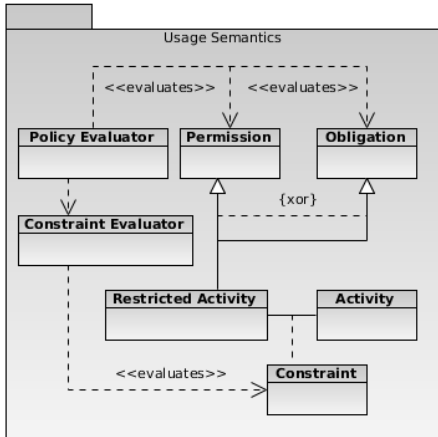 Usage Semantics
<<evaluates>> <<evaluates>>
Policy Evaluator Permission Obligation
{xor}
Constraint Evaluator
Restricted Activity Activity
<<evaluates>> Constraint